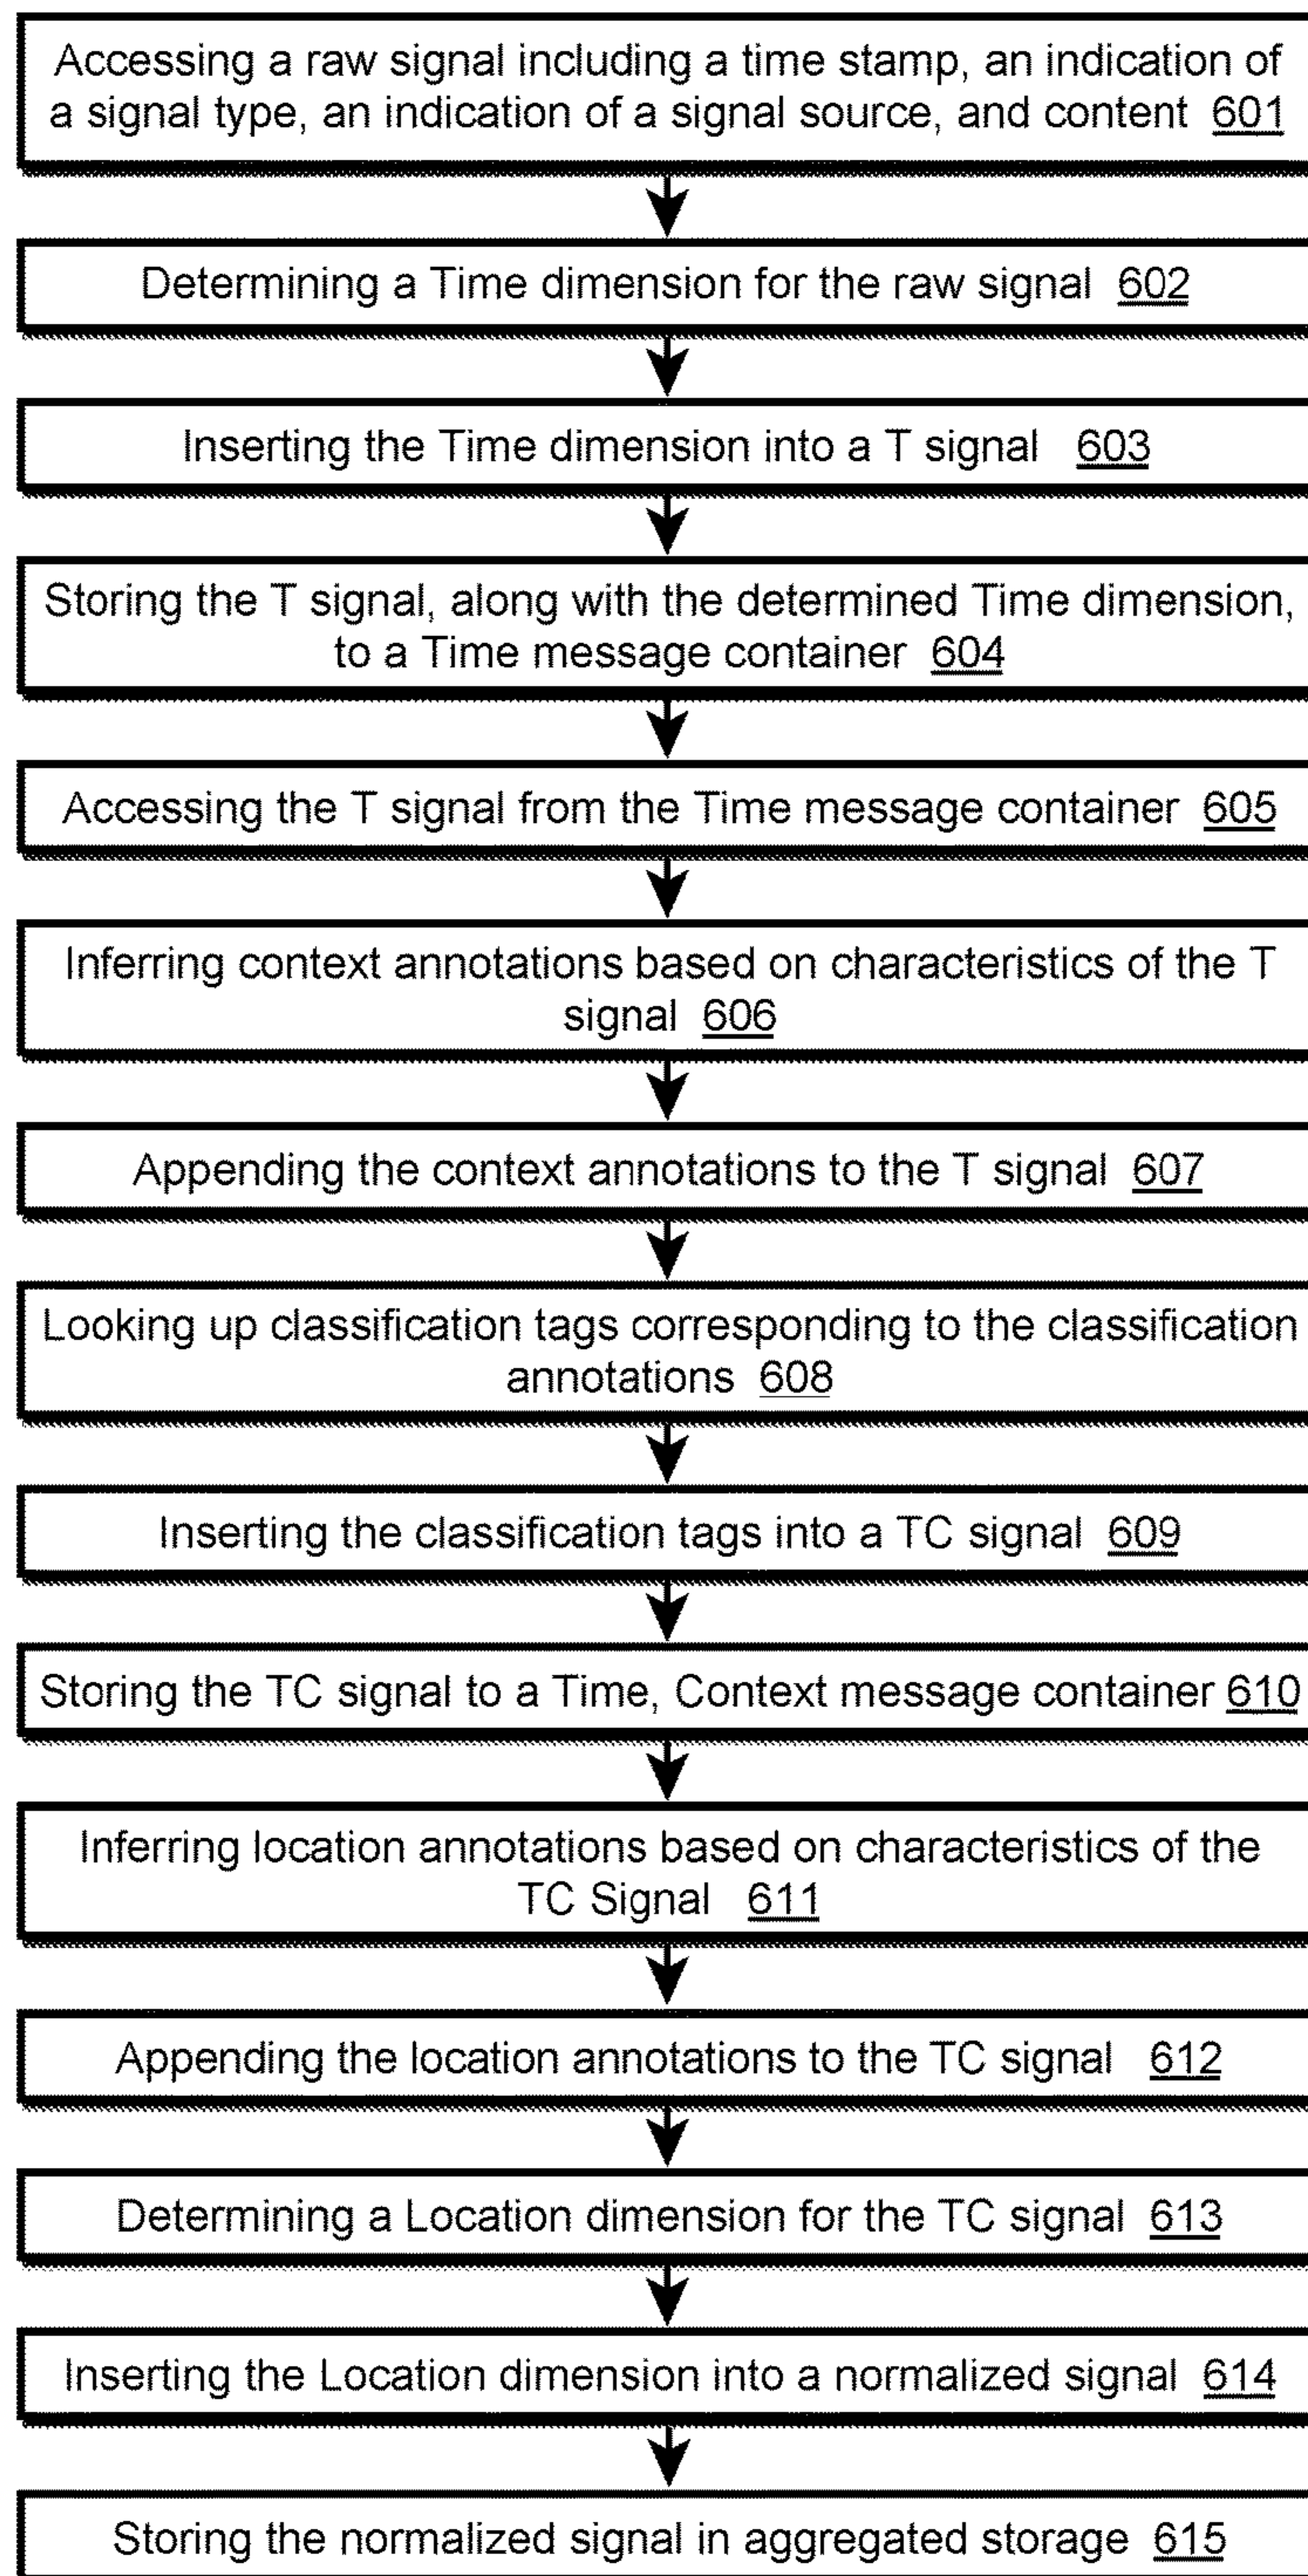 Accessing a raw signal including a time stamp, an indication of
a signal type, an indication of a signal source, and content 601
Determining a Time dimension for the raw signal 602
Inserting the Time dimension into a T signal 603
Storing the T signal, along with the determined Time dimension,
to a Time message container 604
Accessing the T signal from the Time message container 605
Inferring context annotations based on characteristics of the T
signal 606
Appending the context annotations to the T signal 607
Looking up classification tags corresponding to the classification
annotations 608
Inserting the classification tags into a TC signal 609
Storing the TC signal to a Time, Context message container 610
Inferring location annotations based on characteristics of the
TC Signal 611
Appending the location annotations to the TC signal 612
Determining a Location dimension for the TC signal 613
Inserting the Location dimension into a normalized signal 614
Storing the normalized signal in aggregated storage 615